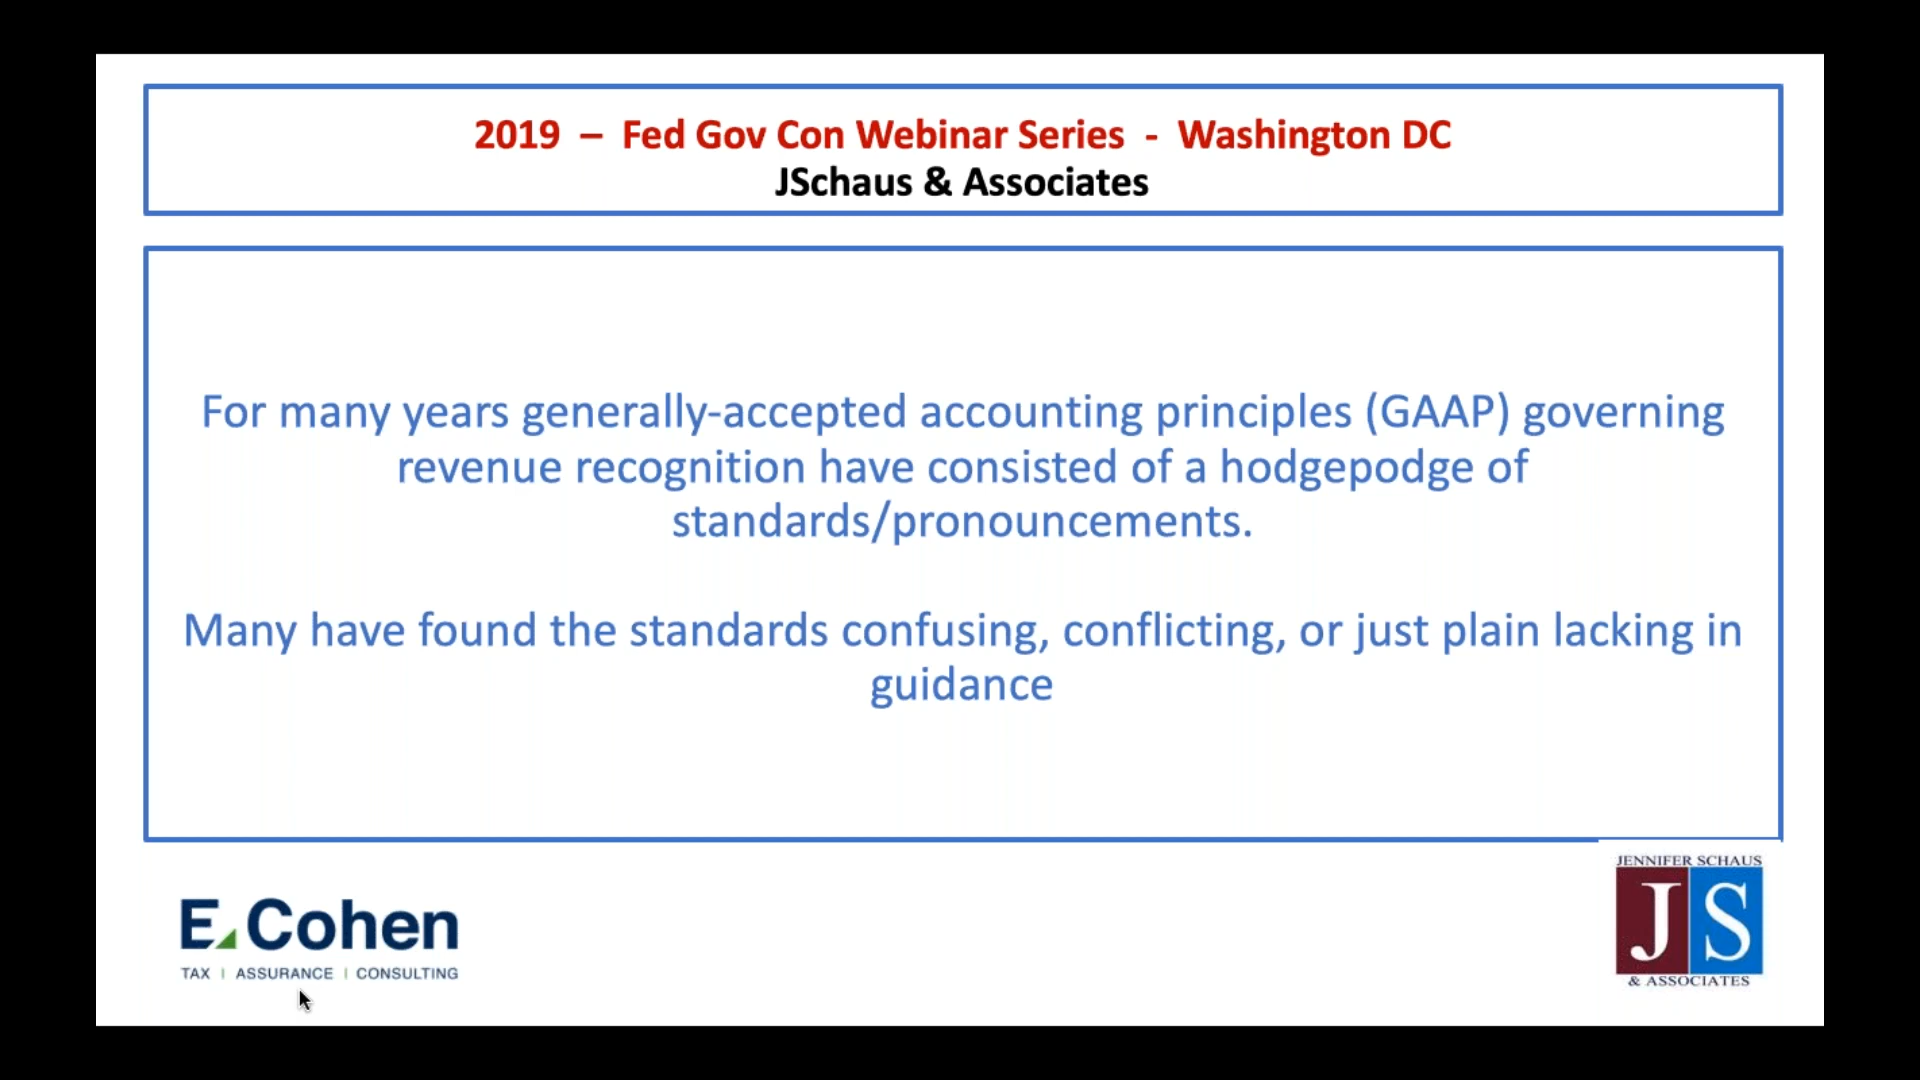 2019 – Fed Gov Con Webinar Series - Washington DC
JSchaus & Associates
For many years generally-accepted accounting principles (GAAP) governing
revenue recognition have consisted of a hodgepodge of
standards/pronouncements.
Many have found the standards confusing, conflicting, or just plain lacking in
guidance
E.Cohen
TAX | ASSURANCE | CONSULTING
JENNIFER SCHAUS
JS
& ASSOCIATES